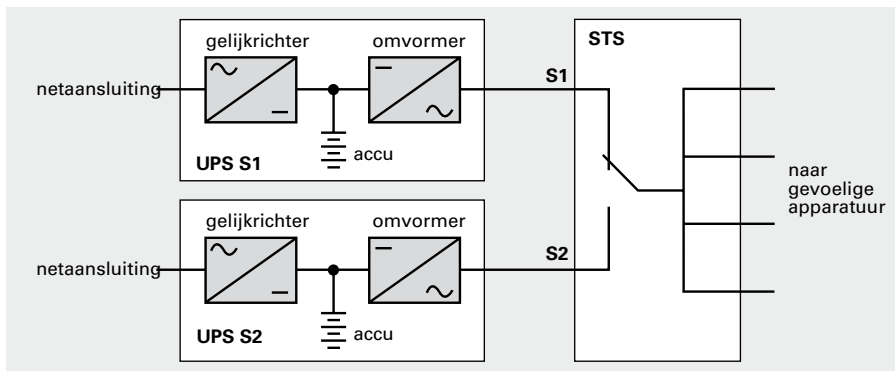 gelijkrichter
omvormer
netaansluiting
accu
UPS S1
gelijkrichter
omvormer
netaansluiting
accu
UPS S2
STS
S1
S2
naar
gevoelige
apparatuur